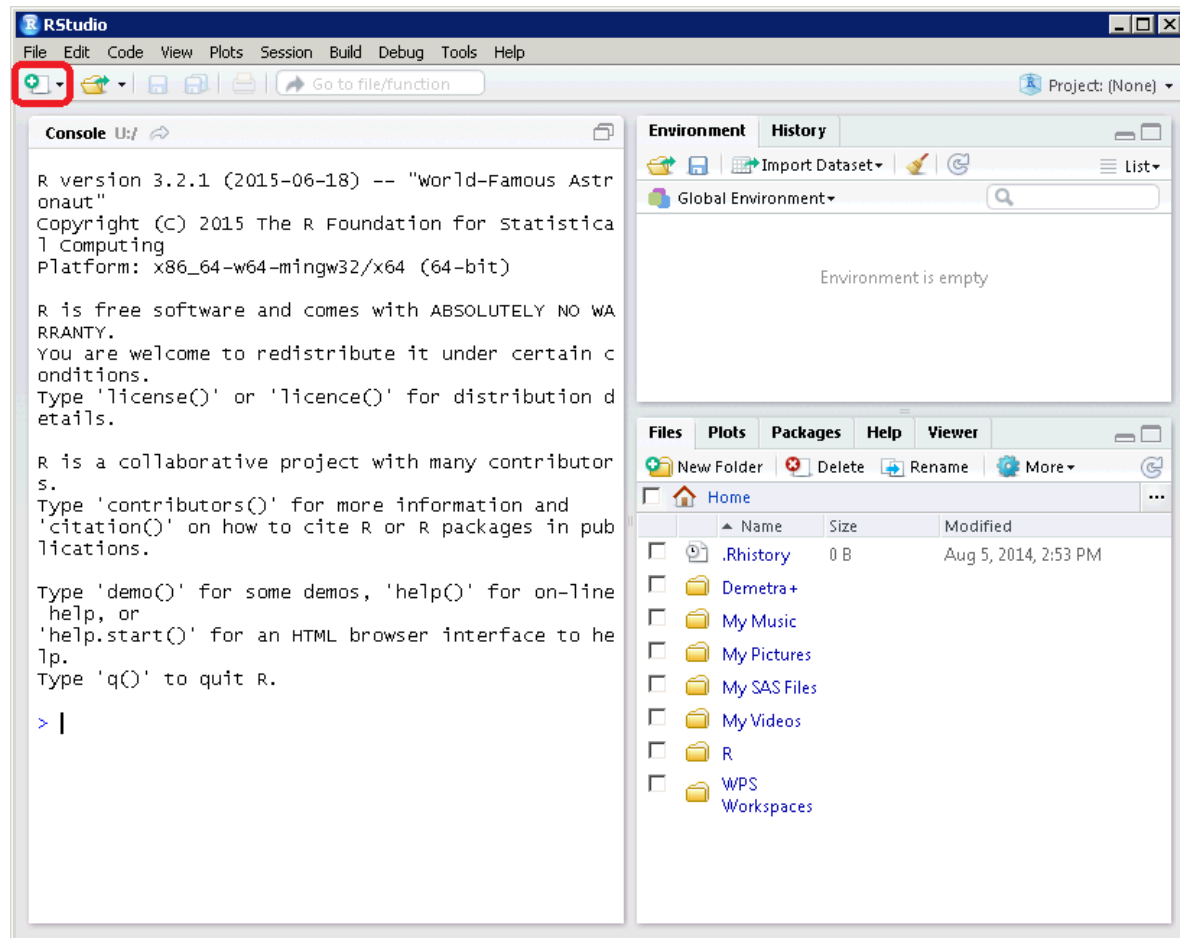 RStudio
File Edit Code View Plots Session Build Debug Tools Help
Go to file/function
Project: (None)
Console U:/
R version 3.2.1 (2015-06-18) -- "World-Famous Astr
onaut"
Copyright (C) 2015 The R Foundation for Statistica
l Computing
Platform: x86_64-w64-mingw32/x64 (64-bit)
R is free software and comes with ABSOLUTELY NO WA
RRANTY.
You are welcome to redistribute it under certain c
onditions.
Type 'license()' or 'licence()' for distribution d
etails.
R is a collaborative project with many contributor
s.
Type 'contributors()' for more information and
'citation()' on how to cite R or R packages in pub
lications.
Type 'demo()' for some demos, 'help()' for on-line
 help, or
'help.start()' for an HTML browser interface to he
lp.
Type 'q()' to quit R.
>
Environment History
Import Dataset
List
Global Environment
Environment is empty
Files Plots Packages Help Viewer
New Folder Delete Rename More
Home ...
Name Size Modified
.Rhistory 0 B Aug 5, 2014, 2:53 PM
Demetra+
My Music
My Pictures
My SAS Files
My Videos
R
WPS
Workspaces